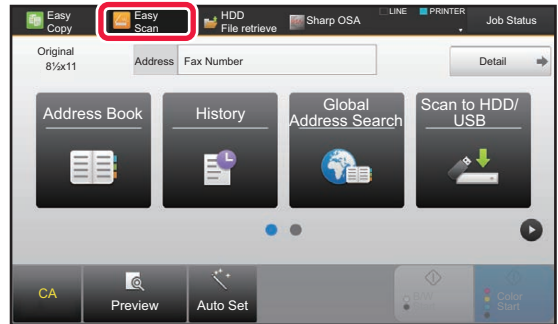 Easy
Copy
Easy
Scan
HDD
File retrieve
Sharp OSA
LINE
PRINTER
Job Status
Original
8½x11
Address
Fax Number
Detail
Address Book
History
Global
Address Search
Scan to HDD/
USB
CA
Preview
Auto Set
B/W
Start
Color
Start